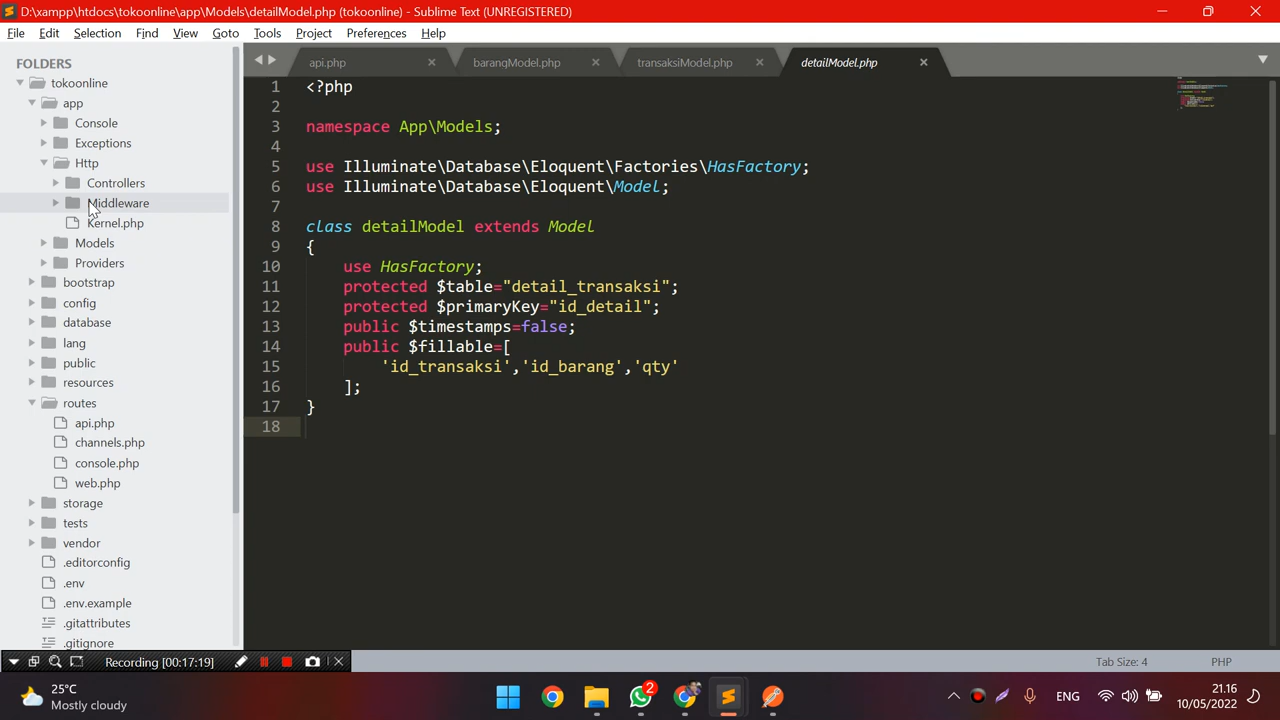 D:\xampp\htdocs\tokoonline\app\Models\detailModel.php (tokoonline) - Sublime Text (UNREGISTERED)
File Edit Selection Find View Goto Tools Project Preferences Help
FOLDERS
tokoonline
app
Console
Exceptions
Http
Controllers
Middleware
Kernel.php
Models
Providers
bootstrap
config
database
lang
public
resources
routes
api.php
channels.php
console.php
web.php
storage
tests
vendor
.editorconfig
.env
.env.example
.gitattributes
.gitignore
api.php barangModel.php transaksiModel.php detailModel.php
1 <?php
2
3 namespace App\Models;
4
5 use Illuminate\Database\Eloquent\Factories\HasFactory;
6 use Illuminate\Database\Eloquent\Model;
7
8 class detailModel extends Model
9 {
10 use HasFactory;
11 protected $table="detail_transaksi";
12 protected $primaryKey="id_detail";
13 public $timestamps=false;
14 public $fillable=[
15 'id_transaksi','id_barang','qty'
16 ];
17 }
18
Recording [00:17:19]
Tab Size: 4 PHP
25°C
Mostly cloudy
2
ENG
21.16
10/05/2022